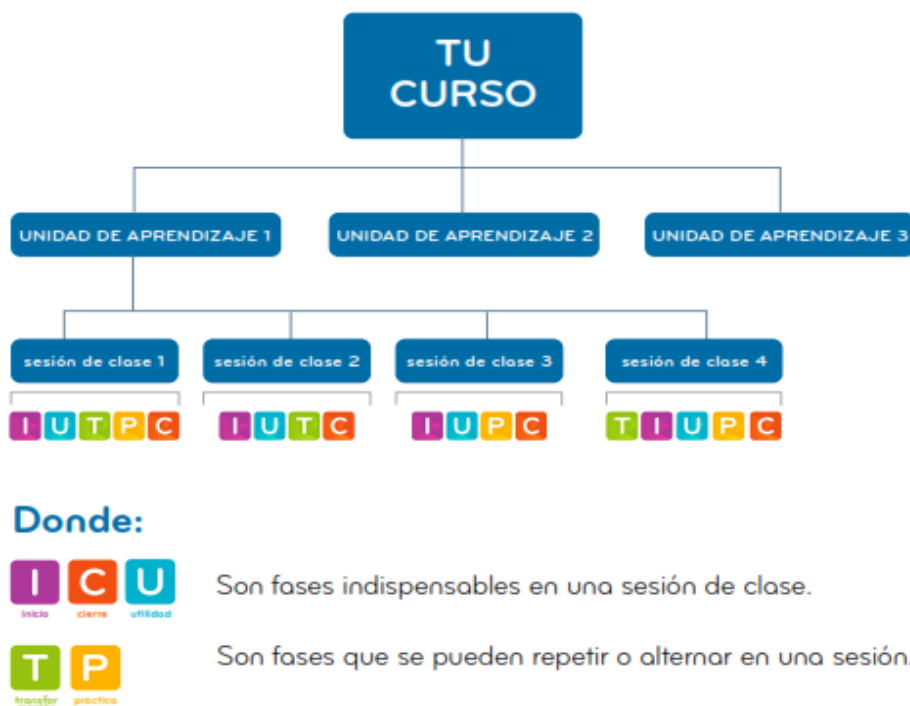 TU
CURSO
UNIDAD DE APRENDIZAJE 1
UNIDAD DE APRENDIZAJE 2
UNIDAD DE APRENDIZAJE 3
sesión de clase 1
sesión de clase 2
sesión de clase 3
sesión de clase 4
I U T P C
I U T C
I U P C
T I U P C
Donde:
I C U
inicio cierre utilidad
Son fases indispensables en una sesión de clase.
T P
transfor práctica
Son fases que se pueden repetir o alternar en una sesión.